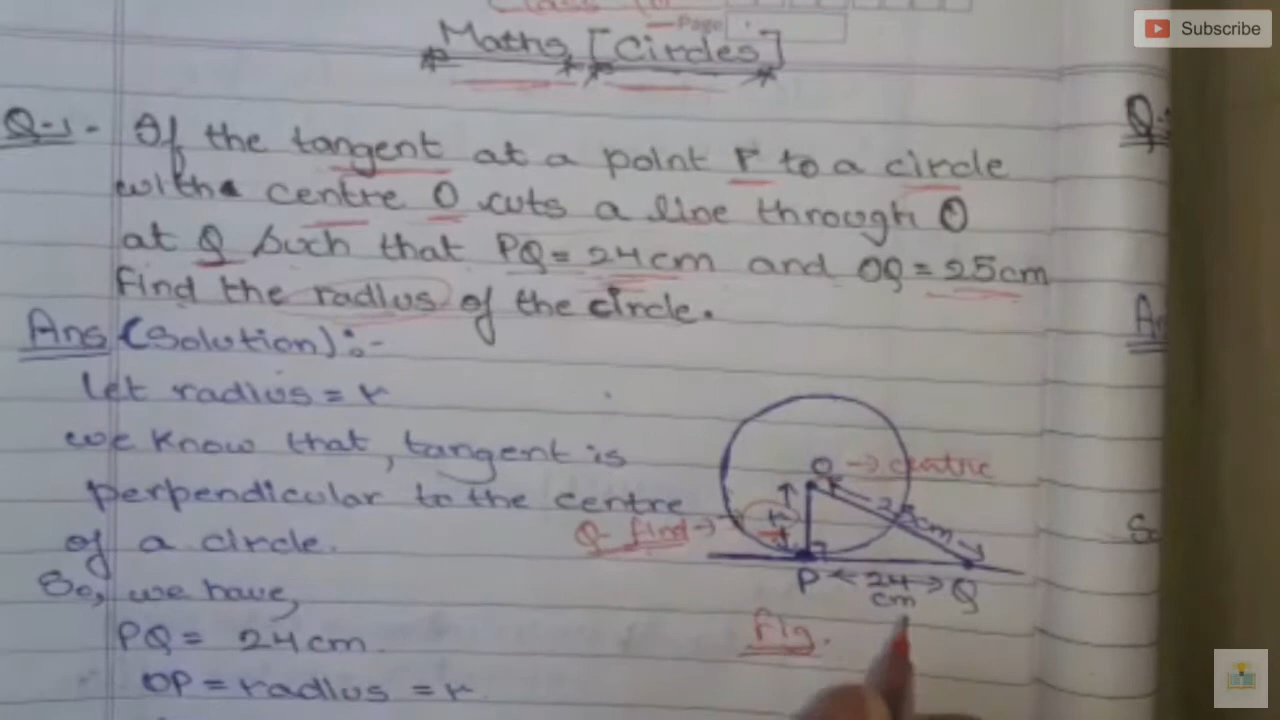 Page
Subscribe
Maths [Circles]
Q-1- If the tangent at a point P to a circle
with centre O cuts a line through O
at Q such that PQ = 24cm and OQ = 25cm
Find the radius of the circle.
Ans (Solution):-
Let radius = r
we know that, tangent is
perpendicular to the centre
of a circle.
So, we have,
PQ = 24cm.
OP = radius = r
O → centre
25cm
r
Q find →
P ← 24 → Q
cm
Fig.